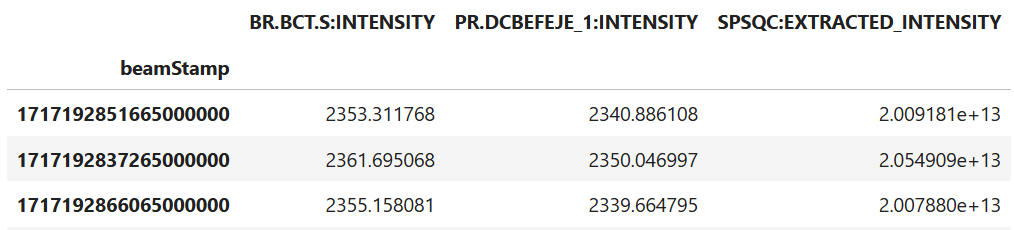 BR.BCT.S:INTENSITY PR.DCBEFEJE_1:INTENSITY SPSQC:EXTRACTED_INTENSITY
beamStamp
1717192851665000000 2353.311768 2340.886108 2.009181e+13
1717192837265000000 2361.695068 2350.046997 2.054909e+13
1717192866065000000 2355.158081 2339.664795 2.007880e+13